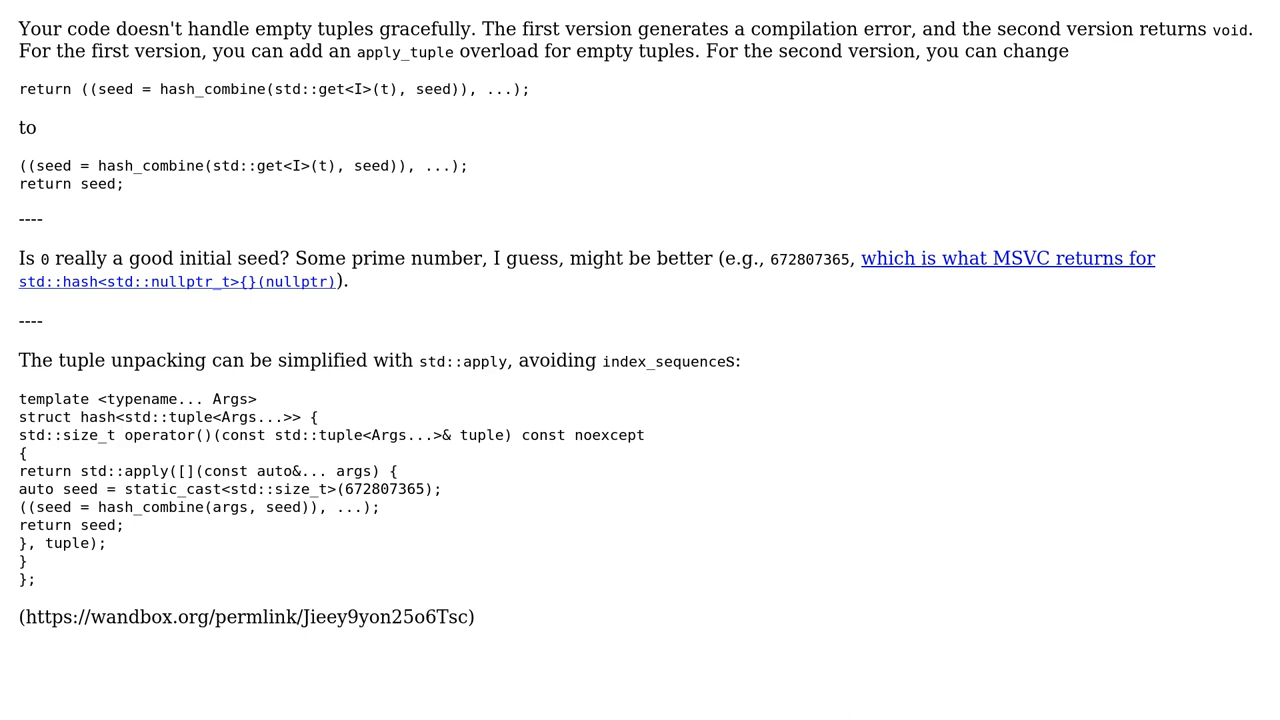 Your code doesn't handle empty tuples gracefully. The first version generates a compilation error, and the second version returns void.
For the first version, you can add an apply_tuple overload for empty tuples. For the second version, you can change
return ((seed = hash_combine(std::get<I>(t), seed)), ...);
to
((seed = hash_combine(std::get<I>(t), seed)), ...);
return seed;
----
Is 0 really a good initial seed? Some prime number, I guess, might be better (e.g., 672807365, which is what MSVC returns for
std::hash<std::nullptr_t>{}(nullptr)).
----
The tuple unpacking can be simplified with std::apply, avoiding index_sequences:
template <typename... Args>
struct hash<std::tuple<Args...>> {
std::size_t operator()(const std::tuple<Args...>& tuple) const noexcept
{
return std::apply([](const auto&... args) {
auto seed = static_cast<std::size_t>(672807365);
((seed = hash_combine(args, seed)), ...);
return seed;
}, tuple);
}
};
(https://wandbox.org/permlink/Jieey9yon25o6Tsc)